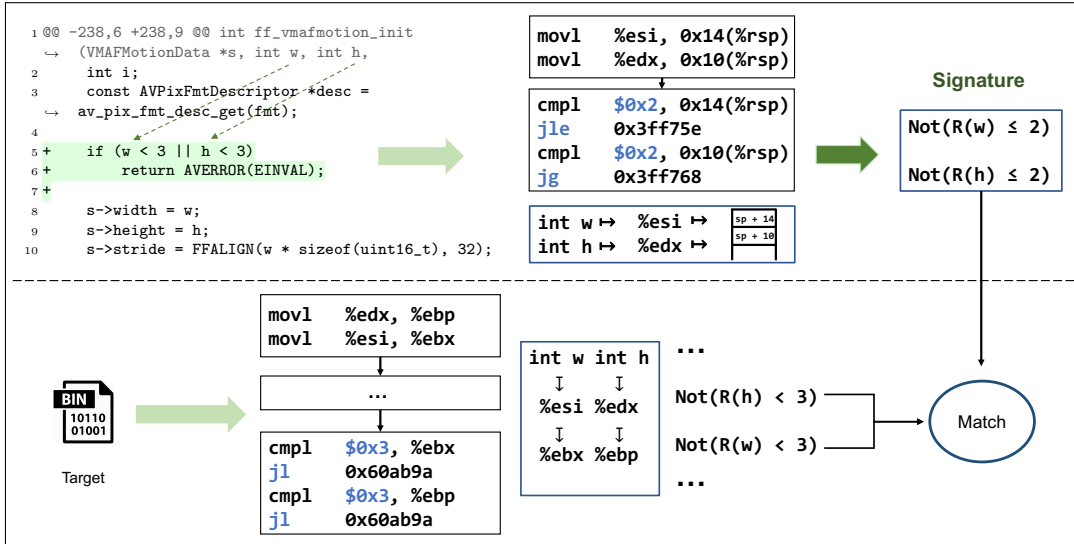 1 @@ -238,6 +238,9 @@ int ff_vmafmotion_init
↪ (VMAFMotionData *s, int w, int h,
2 int i;
3 const AVPixFmtDescriptor *desc =
↪ av_pix_fmt_desc_get(fmt);
4
5 + if (w < 3 || h < 3)
6 + return AVERROR(EINVAL);
7 +
8 s->width = w;
9 s->height = h;
10 s->stride = FFALIGN(w * sizeof(uint16_t), 32);
movl %esi, 0x14(%rsp)
movl %edx, 0x10(%rsp)
cmpl $0x2, 0x14(%rsp)
jle 0x3ff75e
cmpl $0x2, 0x10(%rsp)
jg 0x3ff768
int w ↦ %esi ↦ sp + 14
int h ↦ %edx ↦ sp + 10
Signature
Not(R(w) ≤ 2)
Not(R(h) ≤ 2)
BIN
10110
01001
Target
movl %edx, %ebp
movl %esi, %ebx
...
cmpl $0x3, %ebx
jl 0x60ab9a
cmpl $0x3, %ebp
jl 0x60ab9a
int w int h
↧ ↧
%esi %edx
↧ ↧
%ebx %ebp
...
Not(R(h) < 3)
Not(R(w) < 3)
...
Match